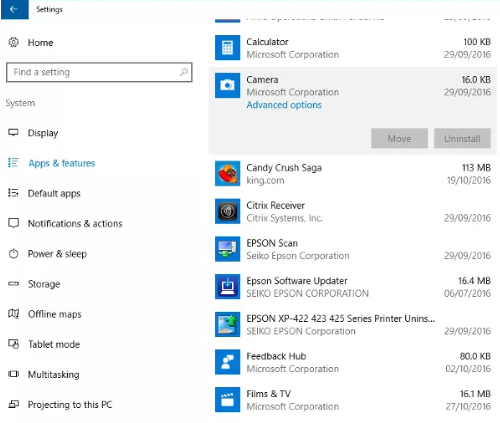 Settings
Home
Find a setting
System
Display
Apps & features
Default apps
Notifications & actions
Power & sleep
Storage
Offline maps
Tablet mode
Multitasking
Projecting to this PC
Calculator 100 KB
Microsoft Corporation 29/09/2016
Camera 16.0 KB
Microsoft Corporation 29/09/2016
Advanced options
Move Uninstall
Candy Crush Saga 113 MB
king.com 19/10/2016
Citrix Receiver
Citrix Systems, Inc. 29/09/2016
EPSON Scan
Seiko Epson Corporation 29/09/2016
Epson Software Updater 16.4 MB
SEIKO EPSON CORPORATION 06/07/2016
EPSON XP-422 423 425 Series Printer Unins...
SEIKO EPSON Corporation 29/09/2016
Feedback Hub 80.0 KB
Microsoft Corporation 02/10/2016
Films & TV 16.1 MB
Microsoft Corporation 27/10/2016